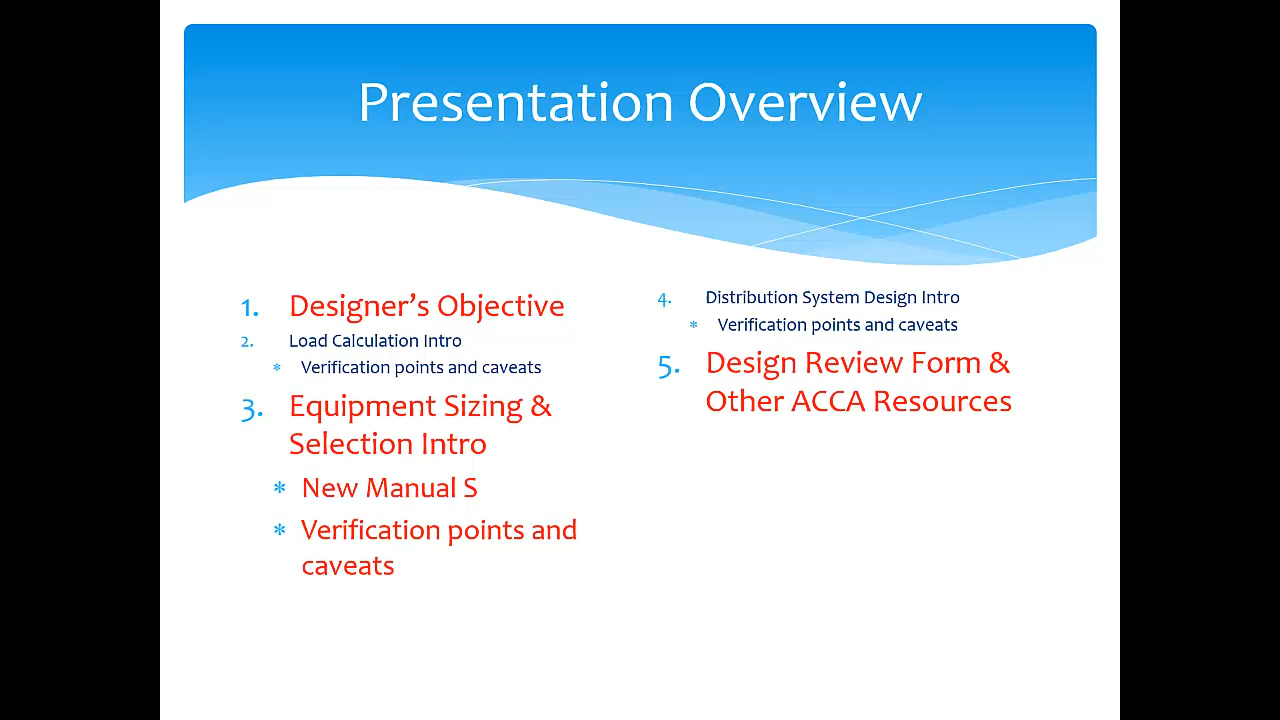 Presentation Overview
1. Designer’s Objective
2. Load Calculation Intro
* Verification points and caveats
3. Equipment Sizing &
Selection Intro
* New Manual S
* Verification points and
caveats
4. Distribution System Design Intro
* Verification points and caveats
5. Design Review Form &
Other ACCA Resources